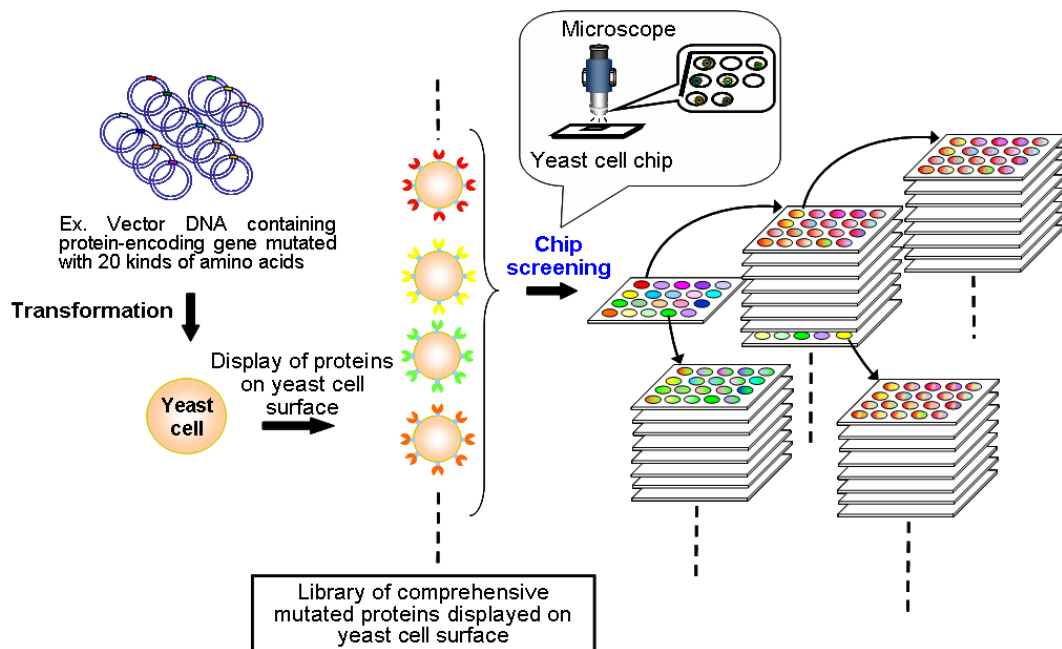 Microscope
Yeast cell chip
Ex. Vector DNA containing
protein-encoding gene mutated
with 20 kinds of amino acids
Transformation
Yeast
cell
Display of proteins
on yeast cell
surface
Chip
screening
Library of comprehensive
mutated proteins displayed on
yeast cell surface